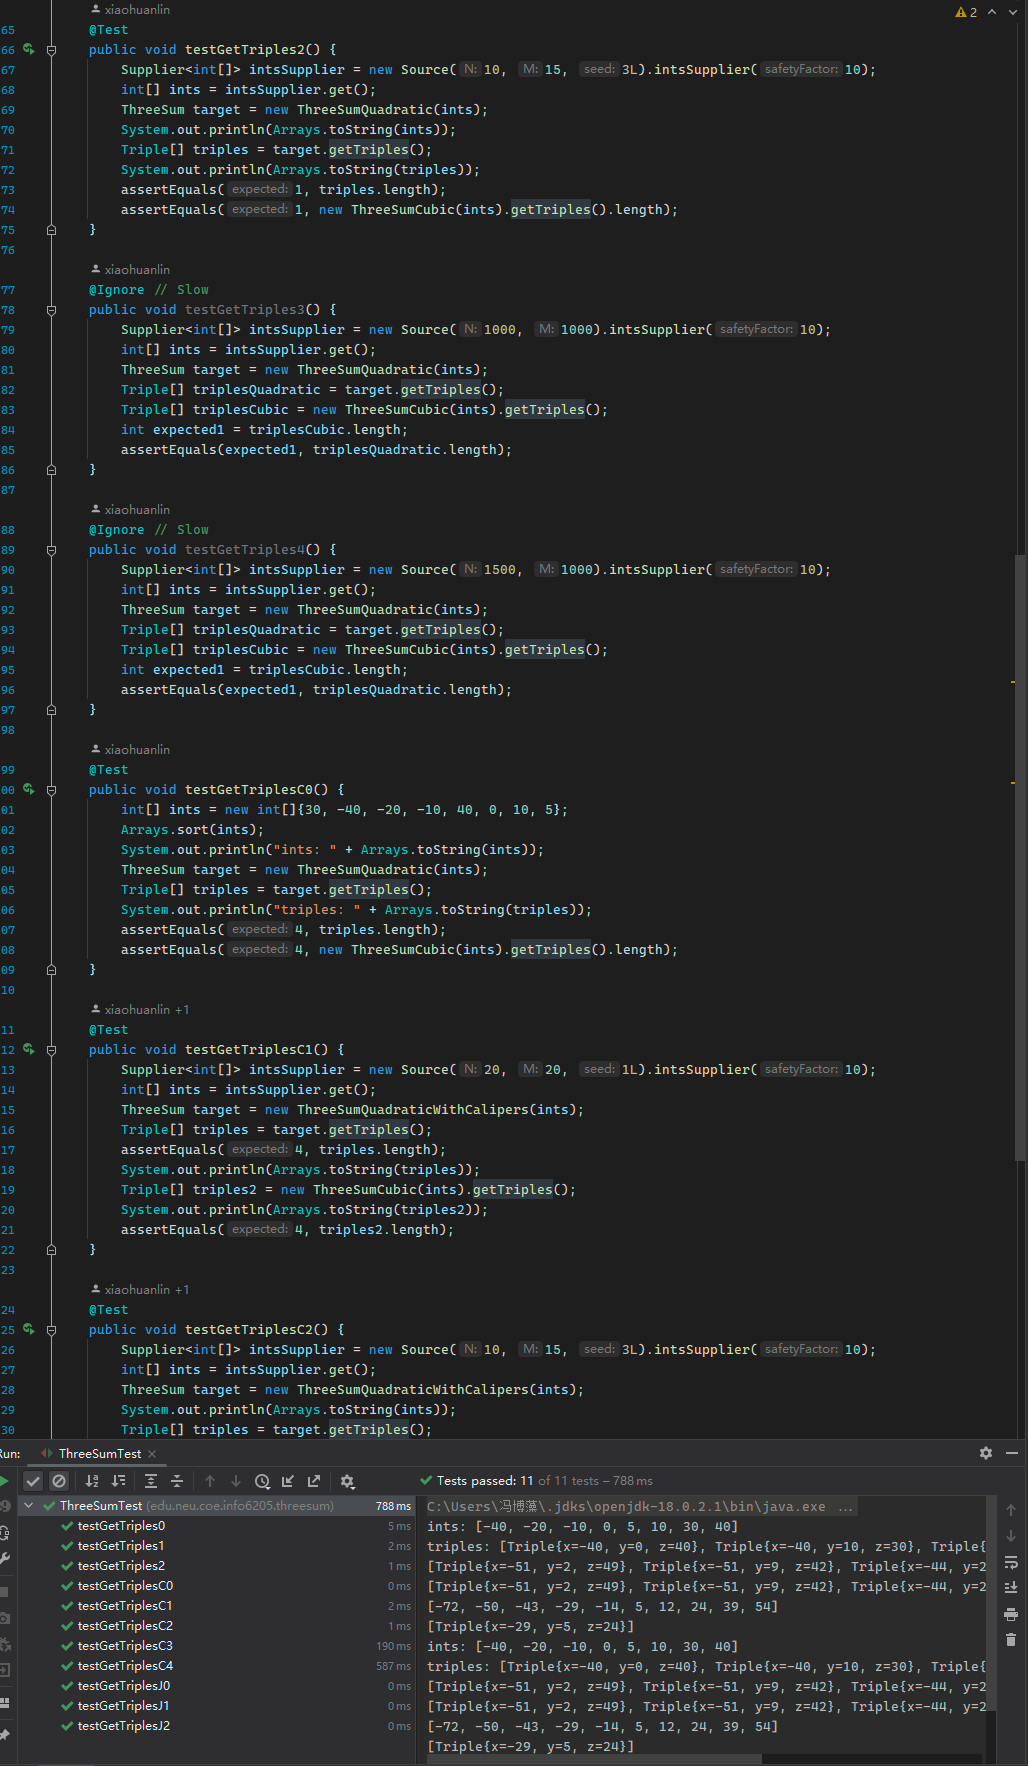 xiaohuanlin
2
65 @Test
66 public void testGetTriples2() {
67 Supplier<int[]> intsSupplier = new Source( N: 10, M: 15, seed: 3L).intsSupplier( safetyFactor: 10);
68 int[] ints = intsSupplier.get();
69 ThreeSum target = new ThreeSumQuadratic(ints);
70 System.out.println(Arrays.toString(ints));
71 Triple[] triples = target.getTriples();
72 System.out.println(Arrays.toString(triples));
73 assertEquals( expected: 1, triples.length);
74 assertEquals( expected: 1, new ThreeSumCubic(ints).getTriples().length);
75 }
76
xiaohuanlin
77 @Ignore // Slow
78 public void testGetTriples3() {
79 Supplier<int[]> intsSupplier = new Source( N: 1000, M: 1000).intsSupplier( safetyFactor: 10);
80 int[] ints = intsSupplier.get();
81 ThreeSum target = new ThreeSumQuadratic(ints);
82 Triple[] triplesQuadratic = target.getTriples();
83 Triple[] triplesCubic = new ThreeSumCubic(ints).getTriples();
84 int expected1 = triplesCubic.length;
85 assertEquals(expected1, triplesQuadratic.length);
86 }
87
xiaohuanlin
88 @Ignore // Slow
89 public void testGetTriples4() {
90 Supplier<int[]> intsSupplier = new Source( N: 1500, M: 1000).intsSupplier( safetyFactor: 10);
91 int[] ints = intsSupplier.get();
92 ThreeSum target = new ThreeSumQuadratic(ints);
93 Triple[] triplesQuadratic = target.getTriples();
94 Triple[] triplesCubic = new ThreeSumCubic(ints).getTriples();
95 int expected1 = triplesCubic.length;
96 assertEquals(expected1, triplesQuadratic.length);
97 }
98
xiaohuanlin
99 @Test
00 public void testGetTriplesC0() {
01 int[] ints = new int[]{30, -40, -20, -10, 40, 0, 10, 5};
02 Arrays.sort(ints);
03 System.out.println("ints: " + Arrays.toString(ints));
04 ThreeSum target = new ThreeSumQuadratic(ints);
05 Triple[] triples = target.getTriples();
06 System.out.println("triples: " + Arrays.toString(triples));
07 assertEquals( expected: 4, triples.length);
08 assertEquals( expected: 4, new ThreeSumCubic(ints).getTriples().length);
09 }
10
xiaohuanlin +1
11 @Test
12 public void testGetTriplesC1() {
13 Supplier<int[]> intsSupplier = new Source( N: 20, M: 20, seed: 1L).intsSupplier( safetyFactor: 10);
14 int[] ints = intsSupplier.get();
15 ThreeSum target = new ThreeSumQuadraticWithCalipers(ints);
16 Triple[] triples = target.getTriples();
17 assertEquals( expected: 4, triples.length);
18 System.out.println(Arrays.toString(triples));
19 Triple[] triples2 = new ThreeSumCubic(ints).getTriples();
20 System.out.println(Arrays.toString(triples2));
21 assertEquals( expected: 4, triples2.length);
22 }
23
xiaohuanlin +1
24 @Test
25 public void testGetTriplesC2() {
26 Supplier<int[]> intsSupplier = new Source( N: 10, M: 15, seed: 3L).intsSupplier( safetyFactor: 10);
27 int[] ints = intsSupplier.get();
28 ThreeSum target = new ThreeSumQuadraticWithCalipers(ints);
29 System.out.println(Arrays.toString(ints));
30 Triple[] triples = target.getTriples();
Run: ThreeSumTest
Tests passed: 11 of 11 tests – 788 ms
ThreeSumTest (edu.neu.coe.info6205.threesum) 788 ms
testGetTriples0 5 ms
testGetTriples1 2 ms
testGetTriples2 1 ms
testGetTriplesC0 0 ms
testGetTriplesC1 2 ms
testGetTriplesC2 1 ms
testGetTriplesC3 190 ms
testGetTriplesC4 587 ms
testGetTriplesJ0 0 ms
testGetTriplesJ1 0 ms
testGetTriplesJ2 0 ms
C:\Users\冯博藻\.jdks\openjdk-18.0.2.1\bin\java.exe ...
ints: [-40, -20, -10, 0, 5, 10, 30, 40]
triples: [Triple{x=-40, y=0, z=40}, Triple{x=-40, y=10, z=30}, Triple{
[Triple{x=-51, y=2, z=49}, Triple{x=-51, y=9, z=42}, Triple{x=-44, y=2
[Triple{x=-51, y=2, z=49}, Triple{x=-51, y=9, z=42}, Triple{x=-44, y=2
[-72, -50, -43, -29, -14, 5, 12, 24, 39, 54]
[Triple{x=-29, y=5, z=24}]
ints: [-40, -20, -10, 0, 5, 10, 30, 40]
triples: [Triple{x=-40, y=0, z=40}, Triple{x=-40, y=10, z=30}, Triple{
[Triple{x=-51, y=2, z=49}, Triple{x=-51, y=9, z=42}, Triple{x=-44, y=2
[Triple{x=-51, y=2, z=49}, Triple{x=-51, y=9, z=42}, Triple{x=-44, y=2
[-72, -50, -43, -29, -14, 5, 12, 24, 39, 54]
[Triple{x=-29, y=5, z=24}]